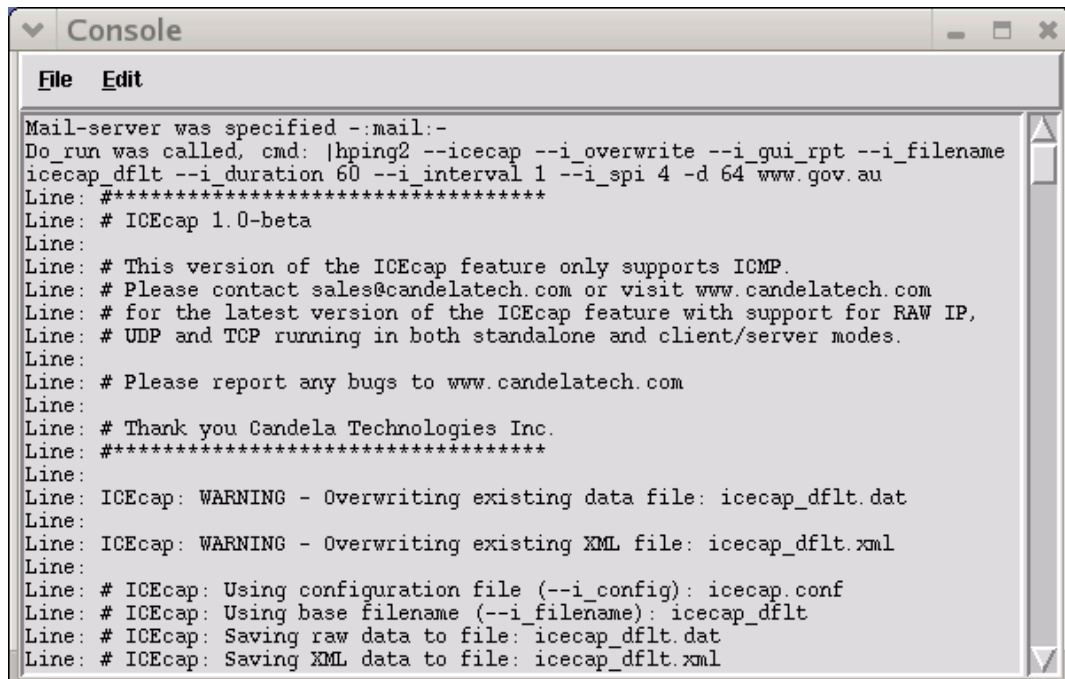 Console
File Edit
Mail-server was specified -:mail:-
Do_run was called, cmd: |hping2 --icecap --i_overwrite --i_gui_rpt --i_filename
icecap_dflt --i_duration 60 --i_interval 1 --i_spi 4 -d 64 www.gov.au
Line: #***********************************
Line: # ICEcap 1.0-beta
Line:
Line: # This version of the ICEcap feature only supports ICMP.
Line: # Please contact sales@candelatech.com or visit www.candelatech.com
Line: # for the latest version of the ICEcap feature with support for RAW IP,
Line: # UDP and TCP running in both standalone and client/server modes.
Line:
Line: # Please report any bugs to www.candelatech.com
Line:
Line: # Thank you Candela Technologies Inc.
Line: #***********************************
Line:
Line: ICEcap: WARNING - Overwriting existing data file: icecap_dflt.dat
Line:
Line: ICEcap: WARNING - Overwriting existing XML file: icecap_dflt.xml
Line:
Line: # ICEcap: Using configuration file (--i_config): icecap.conf
Line: # ICEcap: Using base filename (--i_filename): icecap_dflt
Line: # ICEcap: Saving raw data to file: icecap_dflt.dat
Line: # ICEcap: Saving XML data to file: icecap_dflt.xml